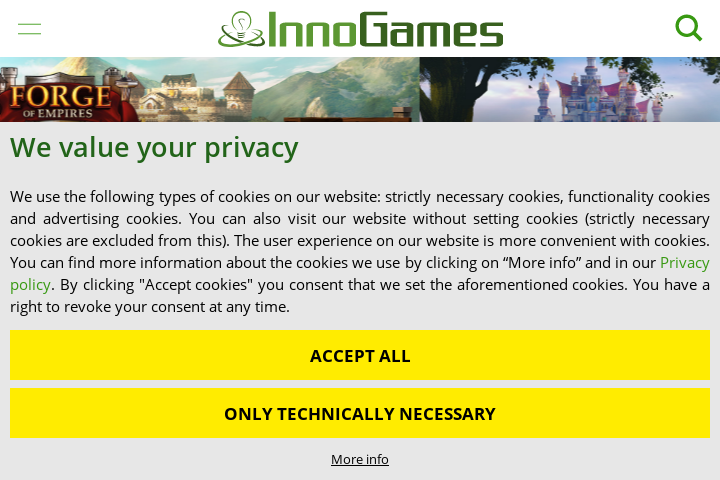 InnoGames
FORGE
OF EMPIRES
We value your privacy
We use the following types of cookies on our website: strictly necessary cookies, functionality cookies
and advertising cookies. You can also visit our website without setting cookies (strictly necessary
cookies are excluded from this). The user experience on our website is more convenient with cookies.
You can find more information about the cookies we use by clicking on “More info” and in our Privacy
policy. By clicking "Accept cookies" you consent that we set the aforementioned cookies. You have a
right to revoke your consent at any time.
ACCEPT ALL
ONLY TECHNICALLY NECESSARY
More info